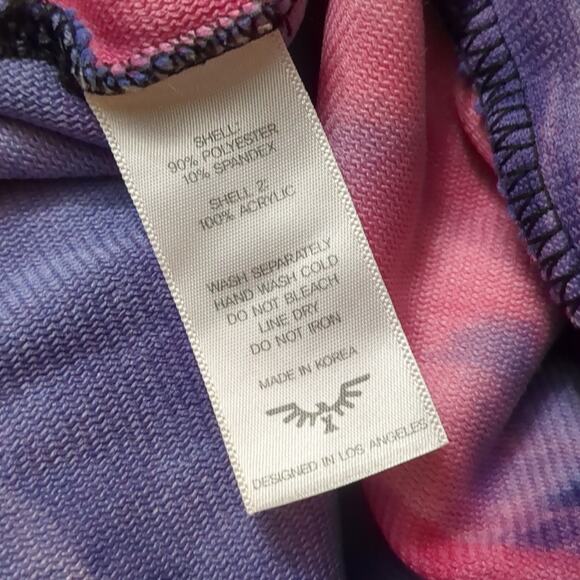 SHELL:
90% POLYESTER
10% SPANDEX
SHELL 2:
100% ACRYLIC
WASH SEPARATELY
HAND WASH COLD
DO NOT BLEACH
LINE DRY
DO NOT IRON
MADE IN KOREA
DESIGNED IN LOS ANGELES